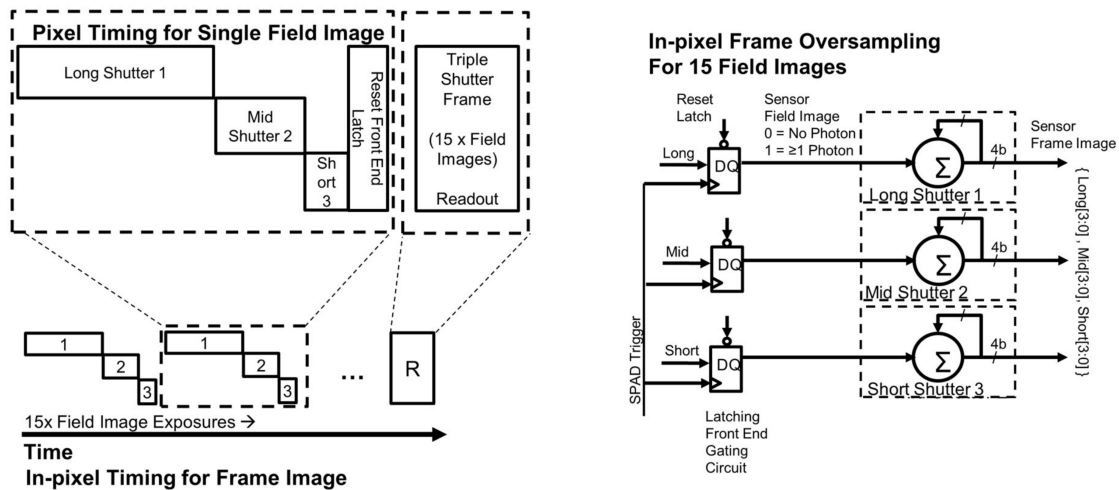 Pixel Timing for Single Field Image
Long Shutter 1
Mid
Shutter 2
Sh
ort
3
Reset Front End
Latch
Triple
Shutter
Frame
(15 x Field
Images)
Readout
1
2
3
1
2
3
...
R
15x Field Image Exposures →
Time
In-pixel Timing for Frame Image
In-pixel Frame Oversampling
For 15 Field Images
Reset
Latch
Sensor
Field Image
0 = No Photon
1 = ≥1 Photon
Sensor
Frame Image
Long
DQ
Σ
4b
Long Shutter 1
Mid
DQ
Σ
4b
Mid Shutter 2
Short
DQ
Σ
4b
Short Shutter 3
SPAD Trigger
{ Long[3:0] , Mid[3:0], Short[3:0] }
Latching
Front End
Gating
Circuit